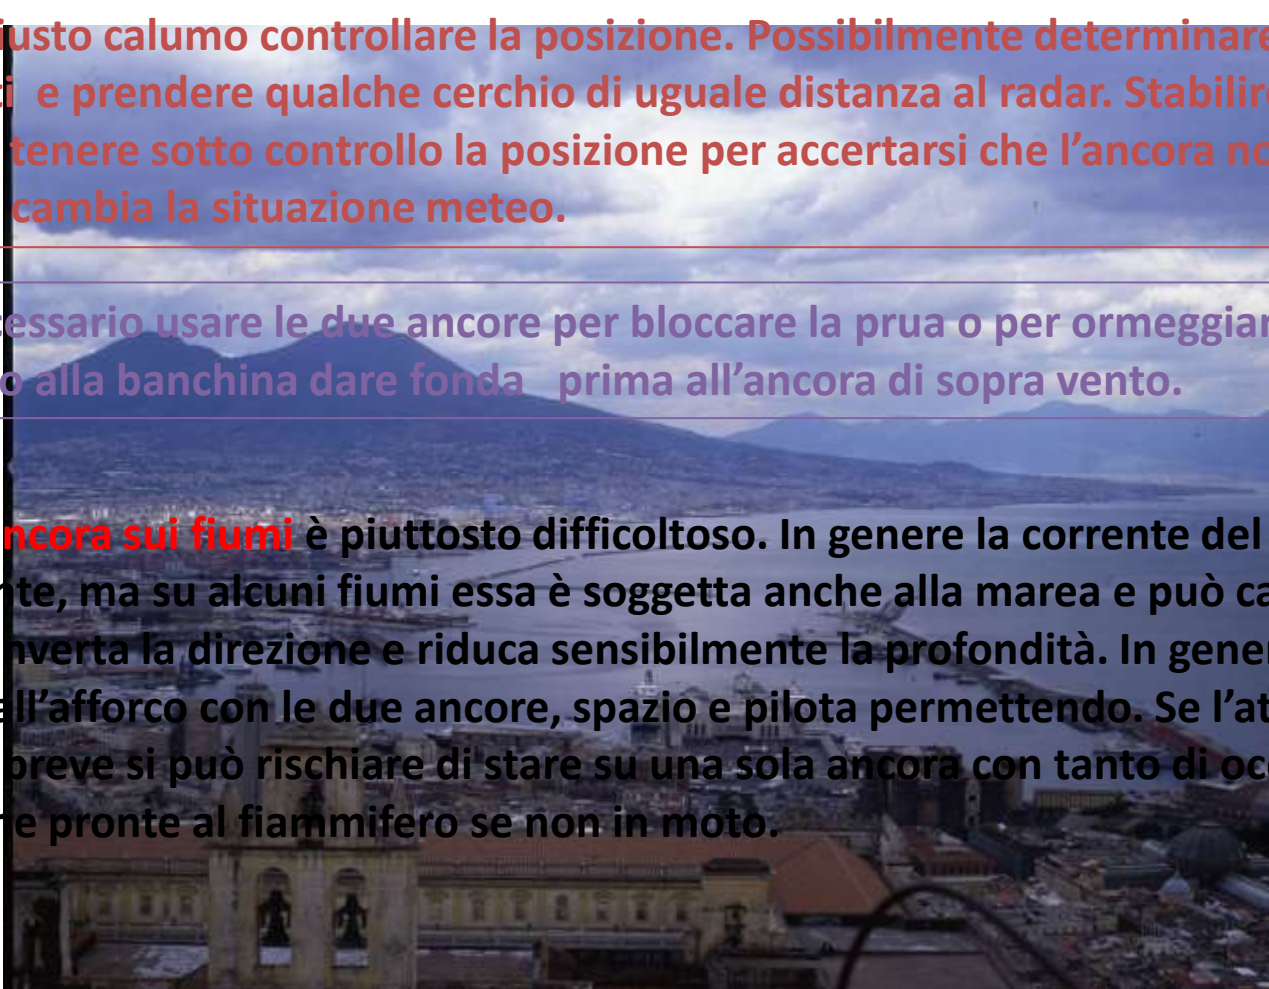 iusto calumo controllare la posizione. Possibilmente determinare
ti e prendere qualche cerchio di uguale distanza al radar. Stabilire
tenere sotto controllo la posizione per accertarsi che l’ancora no
cambia la situazione meteo.
essario usare le due ancore per bloccare la prua o per ormeggiar
o alla banchina dare fonda prima all’ancora di sopra vento.
ncora sui fiumi è piuttosto difficoltoso. In genere la corrente del
nte, ma su alcuni fiumi essa è soggetta anche alla marea e può ca
nverta la direzione e riduca sensibilmente la profondità. In gener
all’afforco con le due ancore, spazio e pilota permettendo. Se l’at
breve si può rischiare di stare su una sola ancora con tanto di occ
e pronte al fiammifero se non in moto.